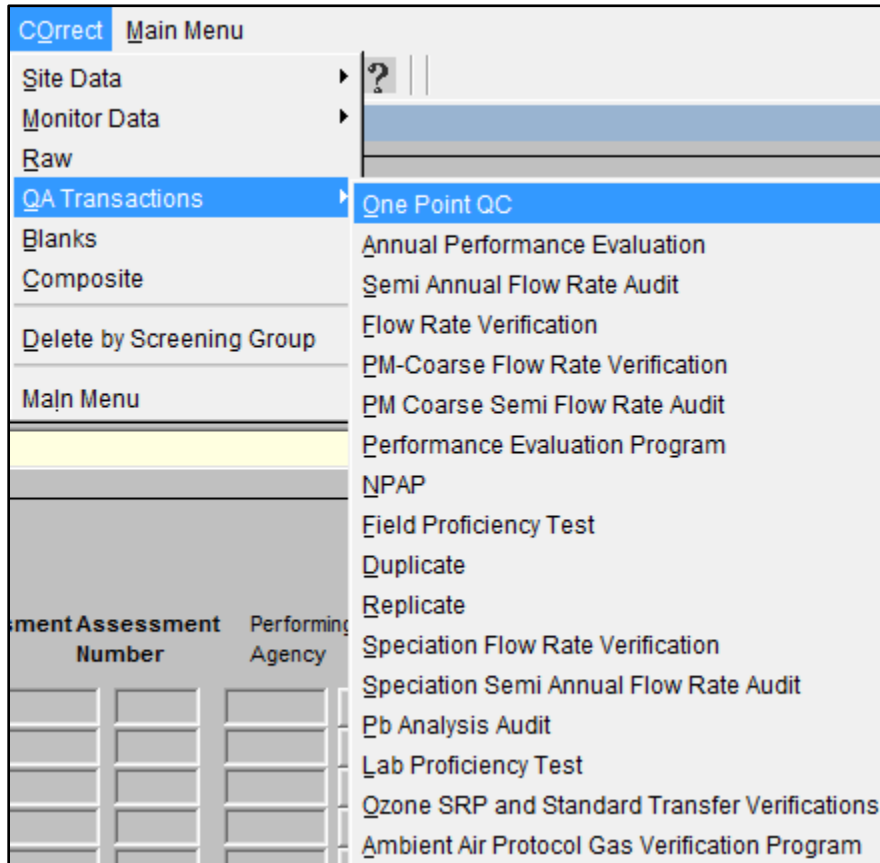 COrrect Main Menu
Site Data
Monitor Data
Raw
QA Transactions
Blanks
Composite
Delete by Screening Group
MaIn Menu
?
One Point QC
Annual Performance Evaluation
Semi Annual Flow Rate Audit
Flow Rate Verification
PM-Coarse Flow Rate Verification
PM Coarse Semi Flow Rate Audit
Performance Evaluation Program
NPAP
Field Proficiency Test
Duplicate
Replicate
Speciation Flow Rate Verification
Speciation Semi Annual Flow Rate Audit
Pb Analysis Audit
Lab Proficiency Test
Ozone SRP and Standard Transfer Verifications
Ambient Air Protocol Gas Verification Program
sment Assessment Performing
Number Agency